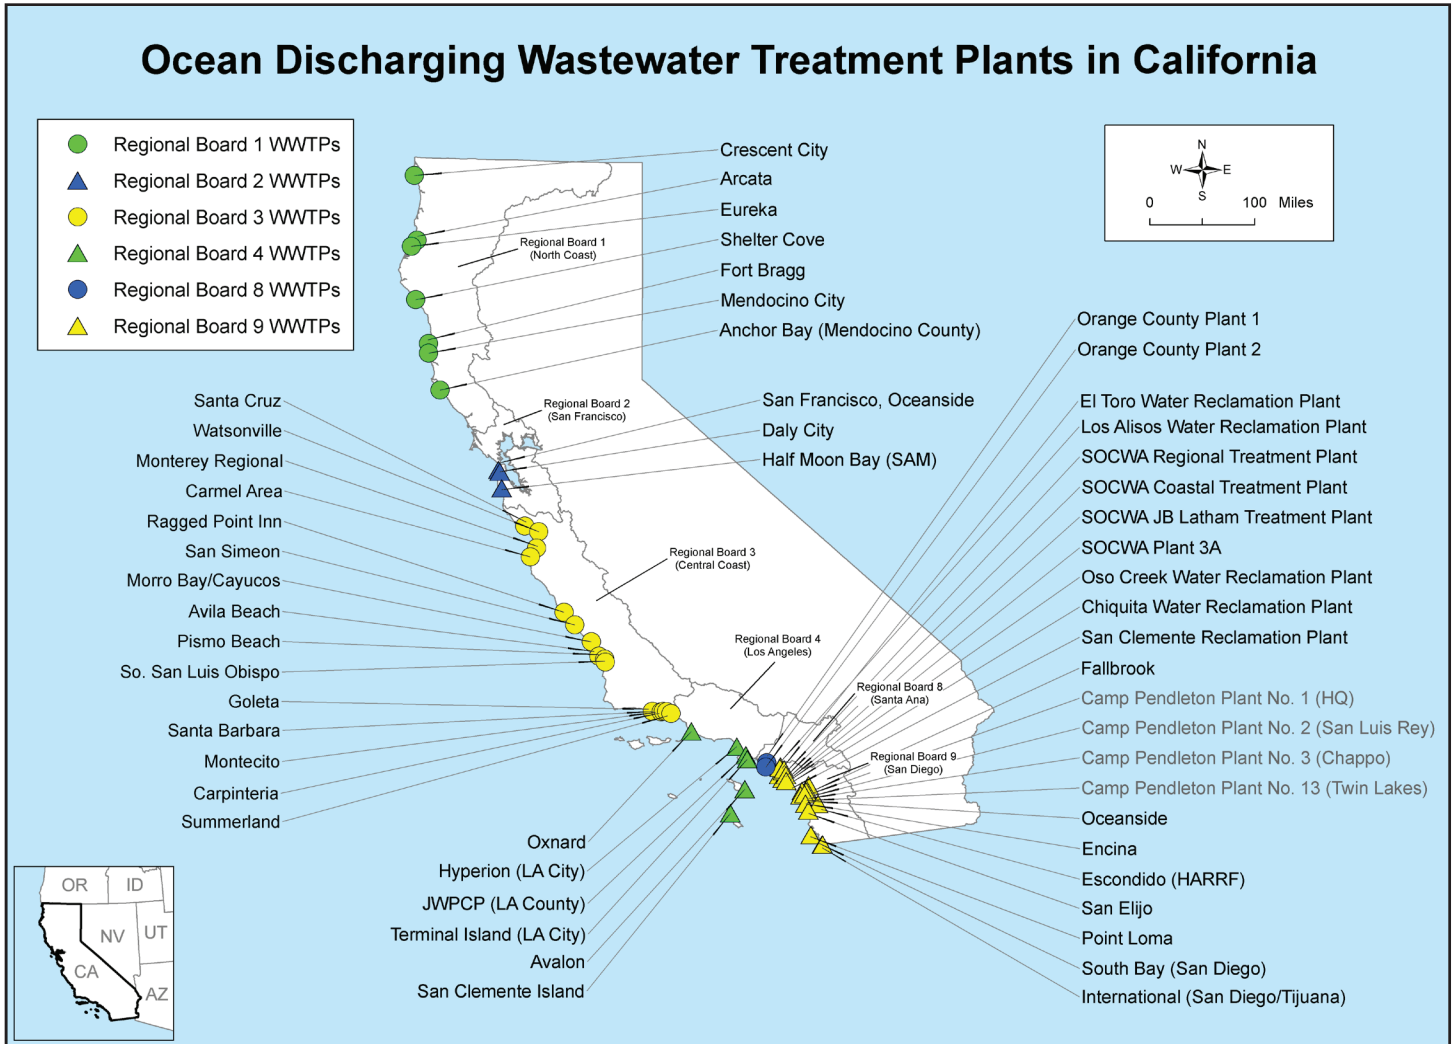 Ocean Discharging Wastewater Treatment Plants in California
Regional Board 1 WWTPs
Regional Board 2 WWTPs
Regional Board 3 WWTPs
Regional Board 4 WWTPs
Regional Board 8 WWTPs
Regional Board 9 WWTPs
N
W E
S
0 100 Miles
Crescent City
Arcata
Eureka
Shelter Cove
Fort Bragg
Mendocino City
Anchor Bay (Mendocino County)
Regional Board 1
(North Coast)
Regional Board 2
(San Francisco)
San Francisco, Oceanside
Daly City
Half Moon Bay (SAM)
Santa Cruz
Watsonville
Monterey Regional
Carmel Area
Ragged Point Inn
San Simeon
Morro Bay/Cayucos
Avila Beach
Pismo Beach
So. San Luis Obispo
Goleta
Santa Barbara
Montecito
Carpinteria
Summerland
Regional Board 3
(Central Coast)
Regional Board 4
(Los Angeles)
Regional Board 8
(Santa Ana)
Regional Board 9
(San Diego)
Orange County Plant 1
Orange County Plant 2
El Toro Water Reclamation Plant
Los Alisos Water Reclamation Plant
SOCWA Regional Treatment Plant
SOCWA Coastal Treatment Plant
SOCWA JB Latham Treatment Plant
SOCWA Plant 3A
Oso Creek Water Reclamation Plant
Chiquita Water Reclamation Plant
San Clemente Reclamation Plant
Fallbrook
Camp Pendleton Plant No. 1 (HQ)
Camp Pendleton Plant No. 2 (San Luis Rey)
Camp Pendleton Plant No. 3 (Chappo)
Camp Pendleton Plant No. 13 (Twin Lakes)
Oceanside
Encina
Escondido (HARRF)
San Elijo
Point Loma
South Bay (San Diego)
International (San Diego/Tijuana)
Oxnard
Hyperion (LA City)
JWPCP (LA County)
Terminal Island (LA City)
Avalon
San Clemente Island
OR ID
NV UT
CA
AZ